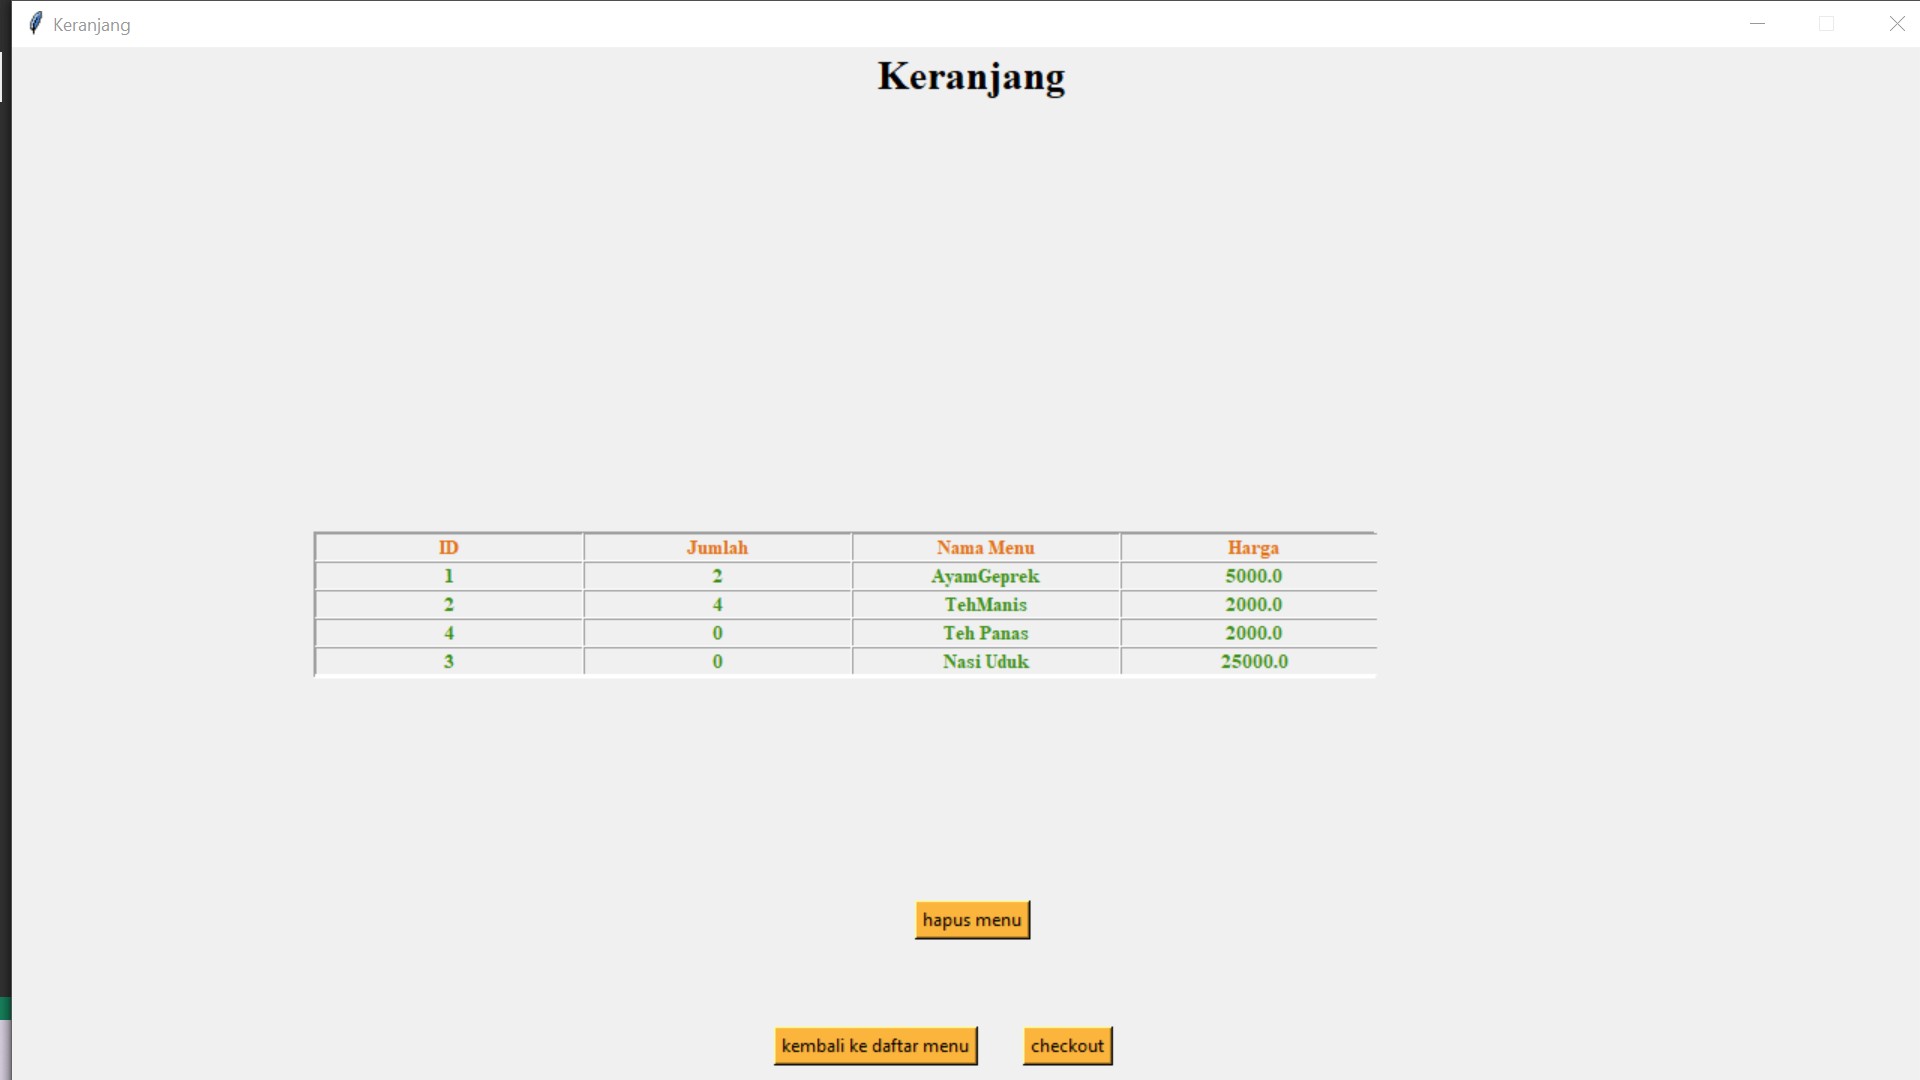 Keranjang
Keranjang
ID Jumlah Nama Menu Harga
1 2 AyamGeprek 5000.0
2 4 TehManis 2000.0
4 0 Teh Panas 2000.0
3 0 Nasi Uduk 25000.0
hapus menu
kembali ke daftar menu checkout